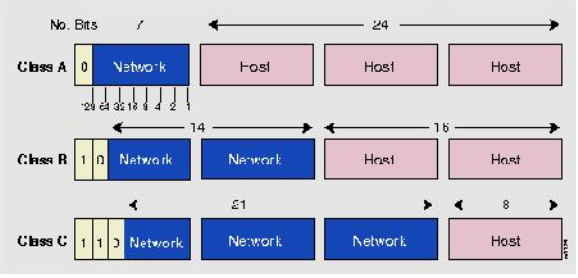 No. Bits 7 24
Class A 0 Network Host Host Host
128 64 32 16 8 4 2 1
14 16
Class B 1 0 Network Network Host Host
21 8
Class C 1 1 0 Network Network Network Host